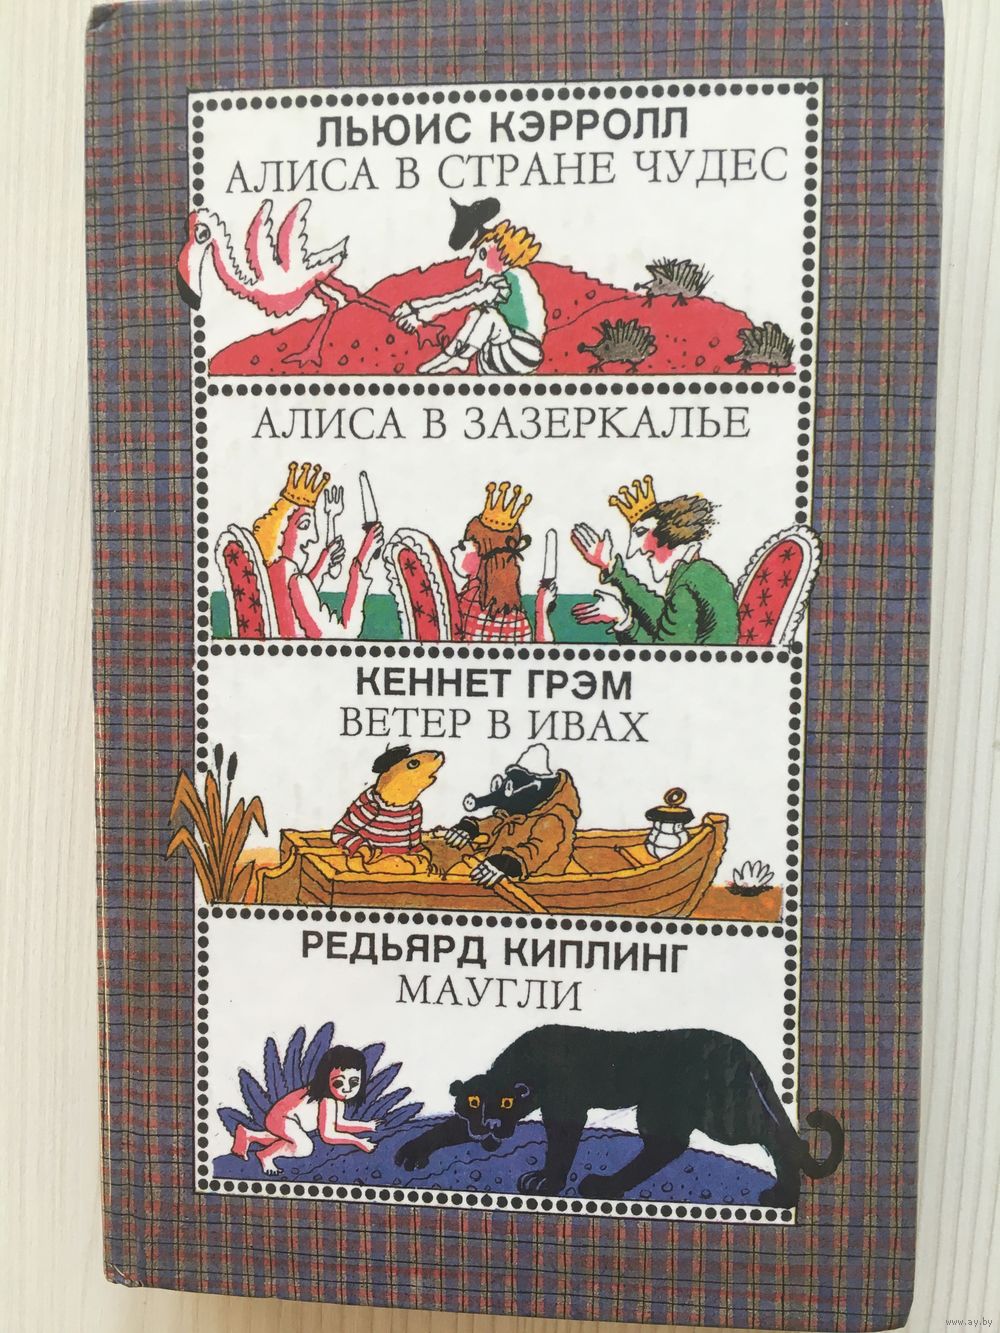 ЛЬЮИС КЭРРОЛЛ
АЛИСА В СТРАНЕ ЧУДЕС
АЛИСА В ЗАЗЕРКАЛЬЕ
КЕННЕТ ГРЭМ
ВЕТЕР В ИВАХ
РЕДЬЯРД КИПЛИНГ
МАУГЛИ
www.ay.by